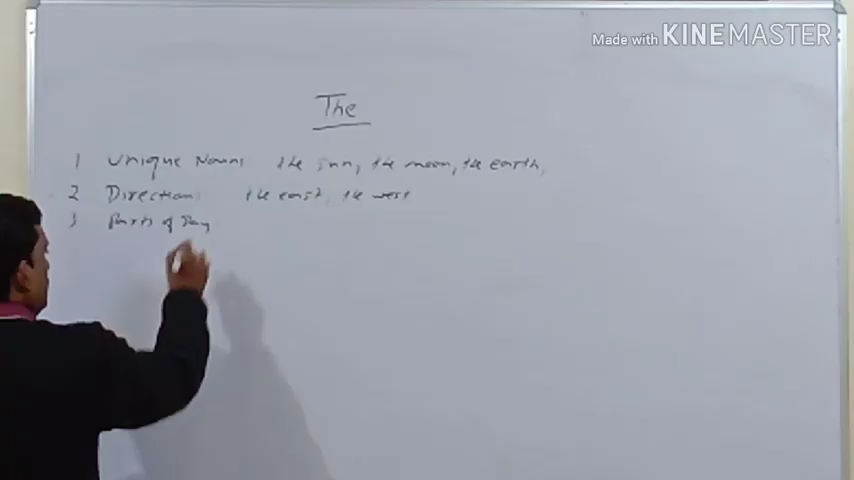 Made with KINEMASTER
The
1 Unique Nouns the sun, the moon, the earth,
2 Directions the east, the west
3 Parts of Day